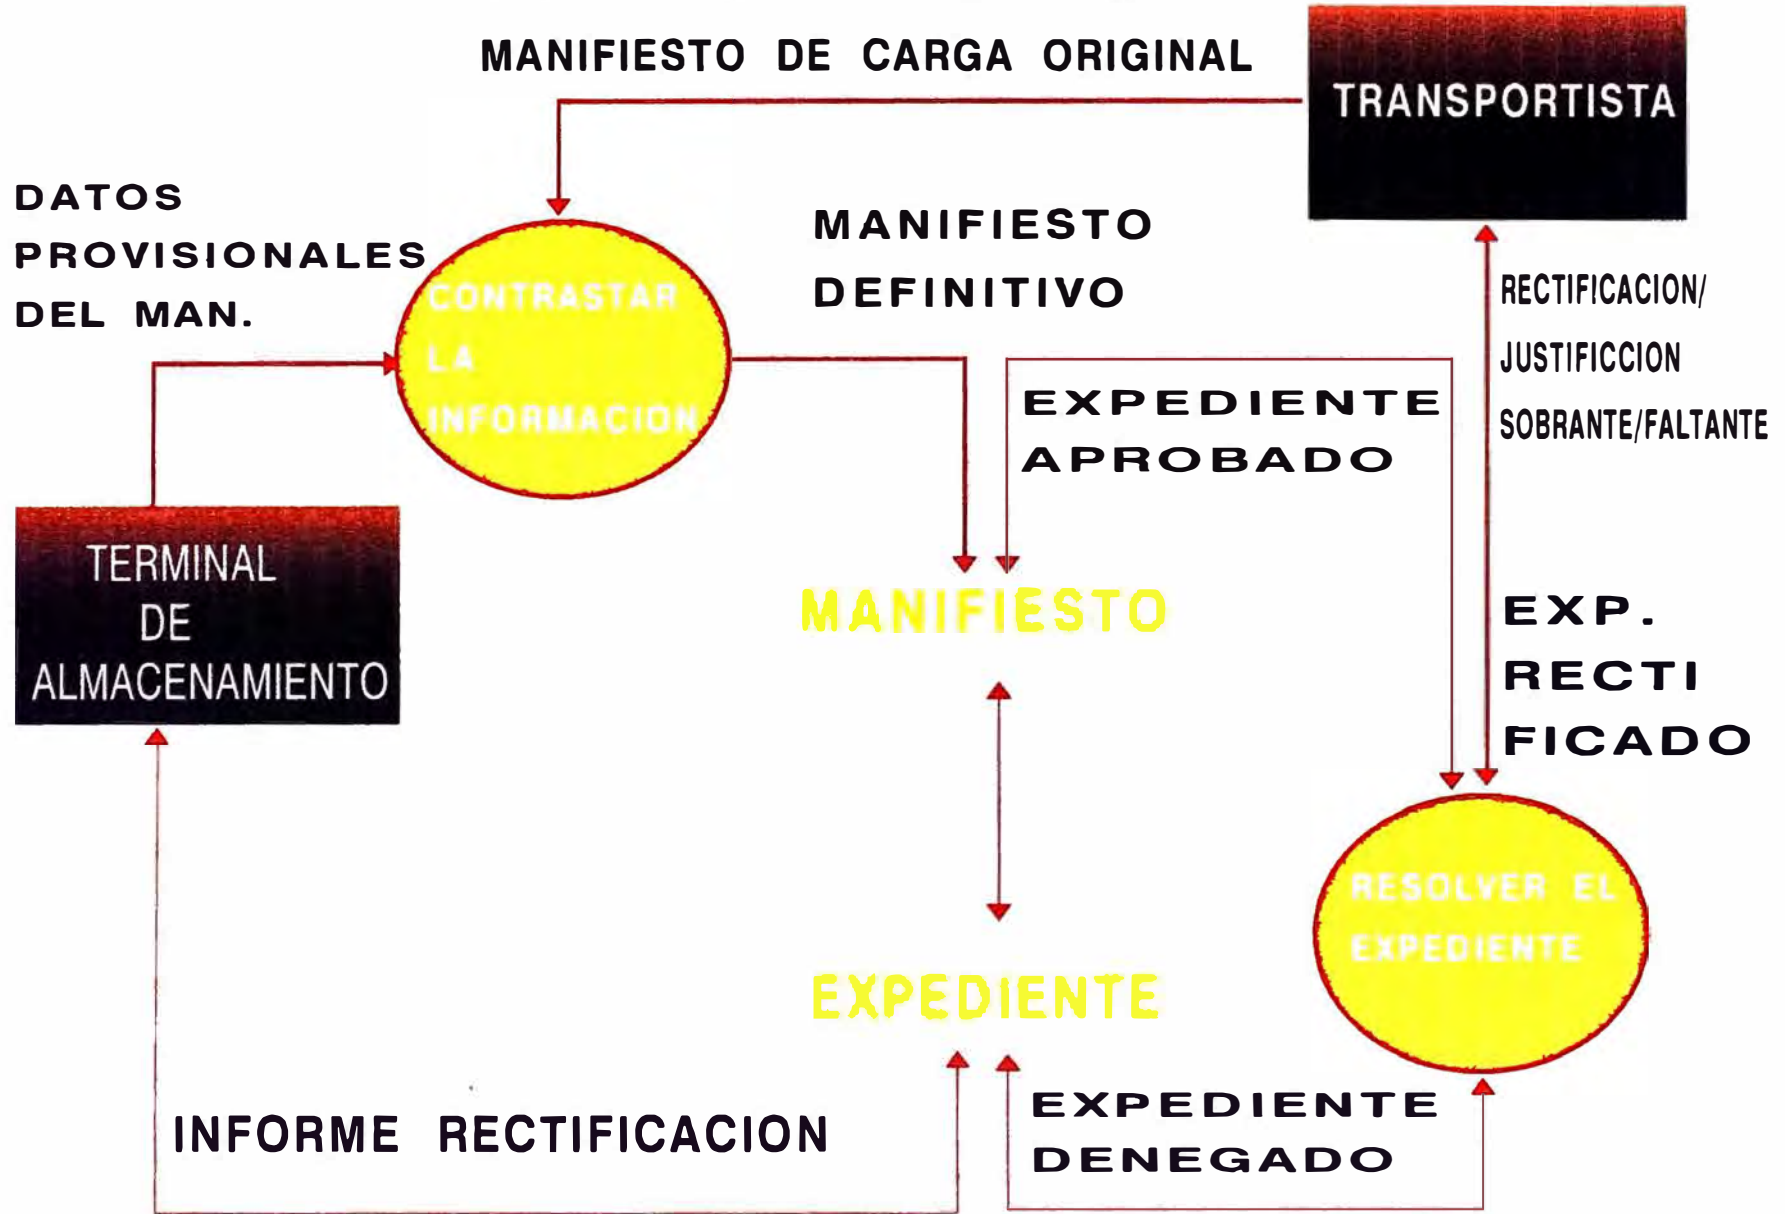 MANIFIESTO DE CARGA ORIGINAL
TRANSPORTISTA
DATOS
PROVISIONALES
DEL MAN.
MANIFIESTO
DEFINITIVO
CONTRASTAR
LA
INFORMACION
RECTIFICACION/
JUSTIFICCION
SOBRANTE/FALTANTE
EXPEDIENTE
APROBADO
TERMINAL
DE
ALMACENAMIENTO
MANIFIESTO
EXP.
RECTI
FICADO
RESOLVER EL
EXPEDIENTE
EXPEDIENTE
INFORME RECTIFICACION
EXPEDIENTE
DENEGADO